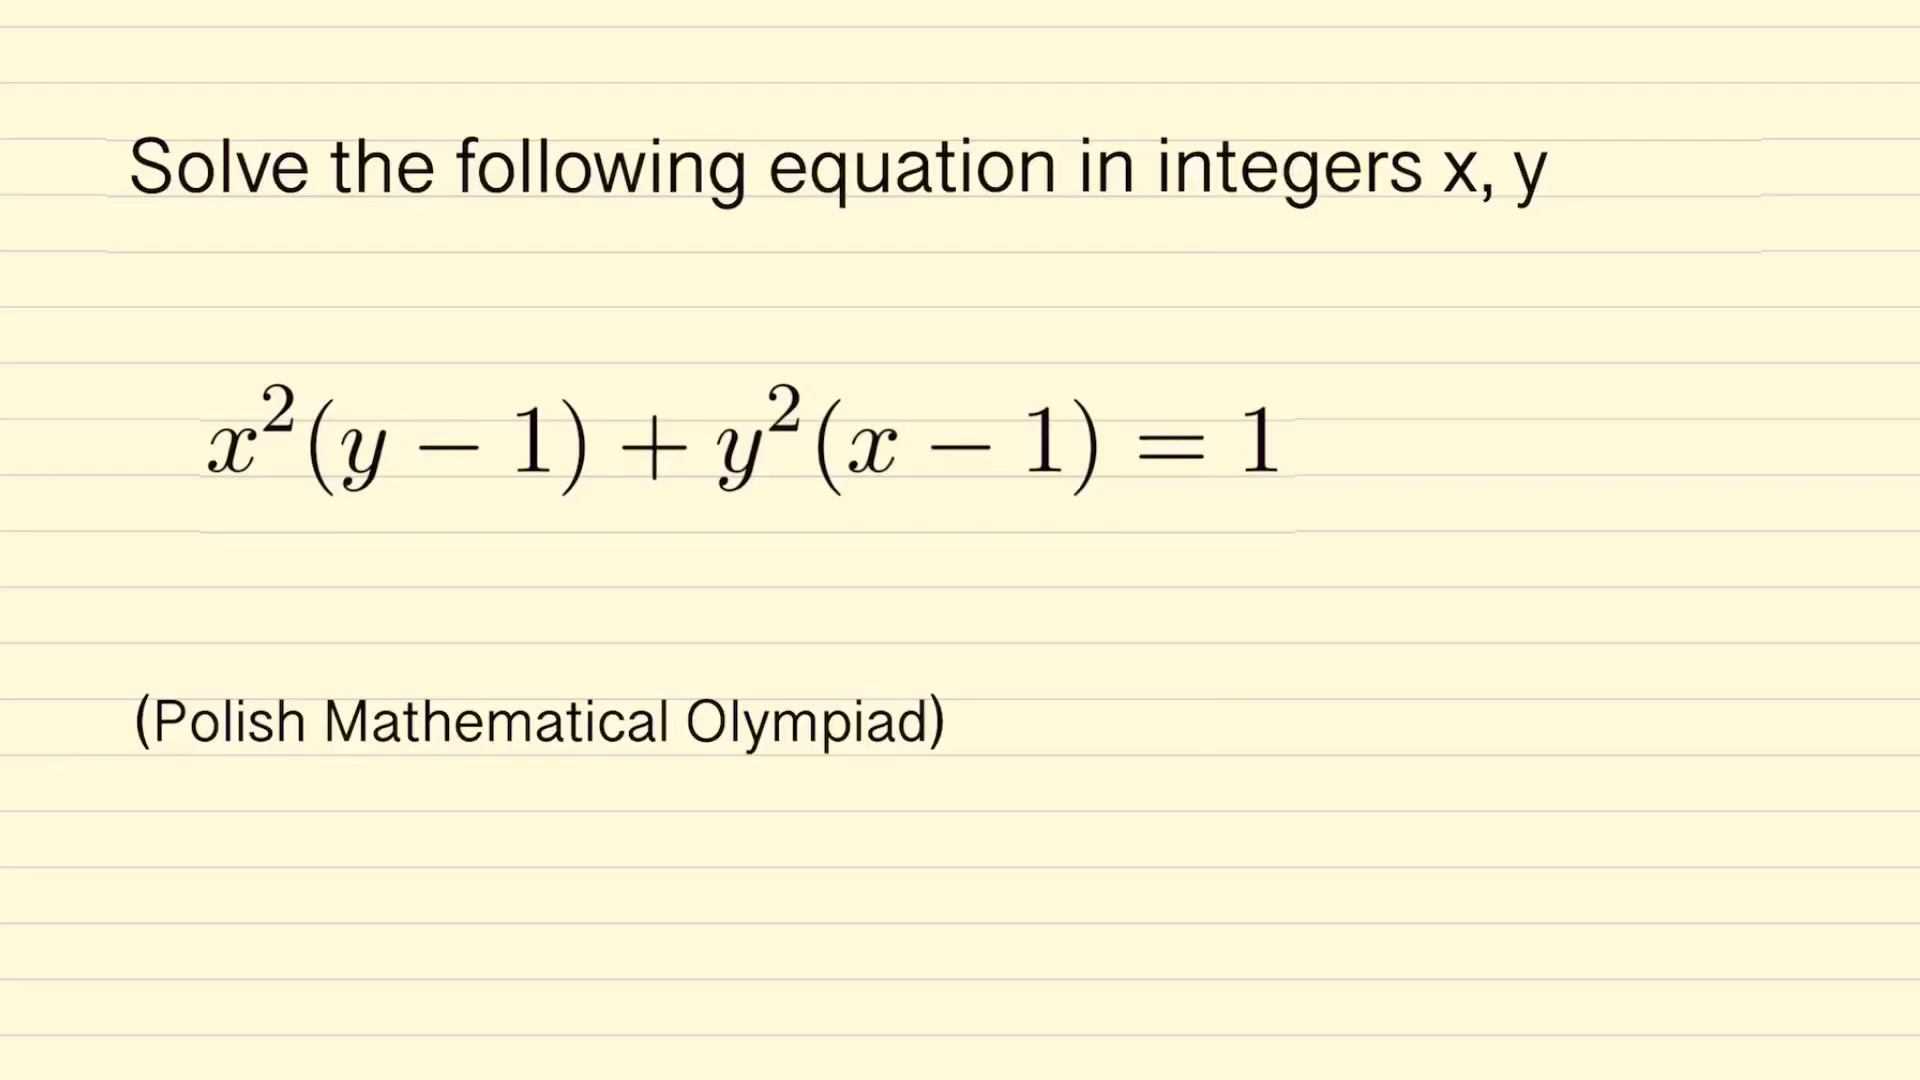 Solve the following equation in integers x, y
x²(y − 1) + y²(x − 1) = 1
(Polish Mathematical Olympiad)